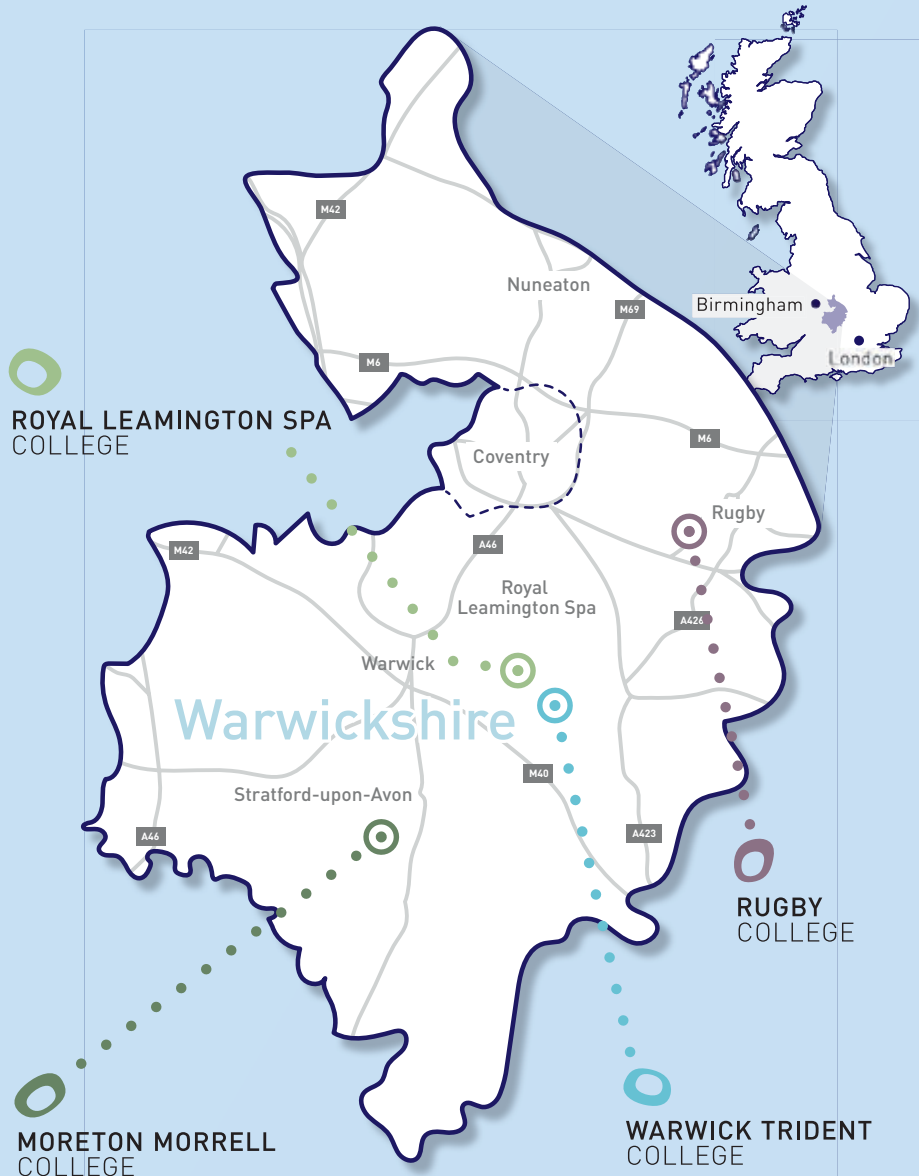 M42
Nuneaton
Birmingham
M69
London
M6
ROYAL LEAMINGTON SPA
COLLEGE
M6
Coventry
Rugby
M42
A46
Royal
Leamington Spa
A426
Warwick
Warwickshire
M40
Stratford-upon-Avon
A46
A423
RUGBY
COLLEGE
MORETON MORRELL
COLLEGE
WARWICK TRIDENT
COLLEGE